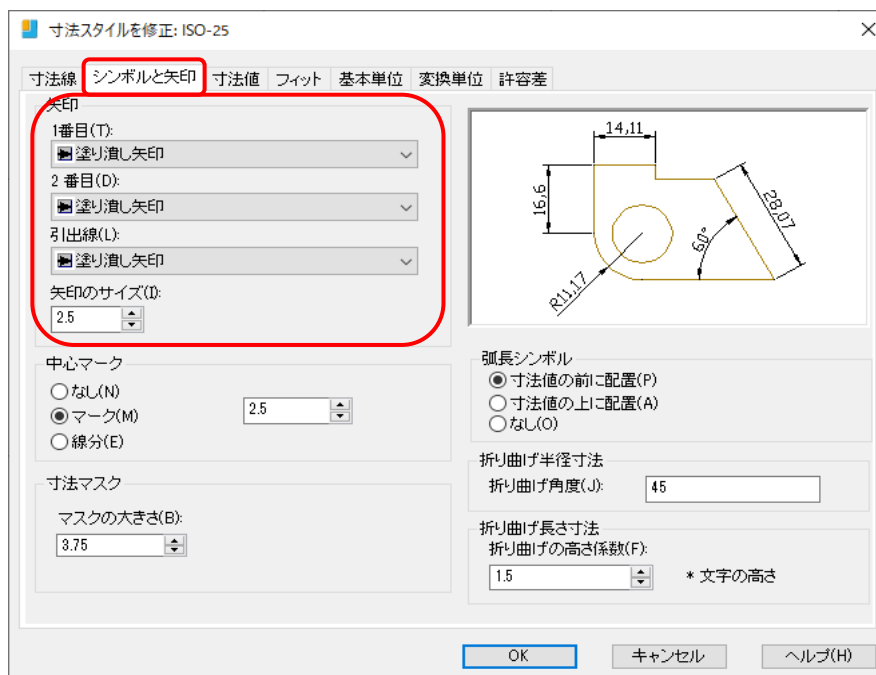 寸法スタイルを修正: ISO-25
寸法線 シンボルと矢印 寸法値 フィット 基本単位 変換単位 許容差
矢印
1番目(T):
塗り潰し矢印
2 番目(D):
塗り潰し矢印
引出線(L):
塗り潰し矢印
矢印のサイズ(I):
2.5
14,11
16,6
28,07
60°
R11,17
中心マーク
なし(N)
マーク(M)
2.5
線分(E)
寸法マスク
マスクの大きさ(B):
3.75
弧長シンボル
寸法値の前に配置(P)
寸法値の上に配置(A)
なし(O)
折り曲げ半径寸法
折り曲げ角度(J):
45
折り曲げ長さ寸法
折り曲げの高さ係数(F):
1.5
* 文字の高さ
OK キャンセル ヘルプ(H)